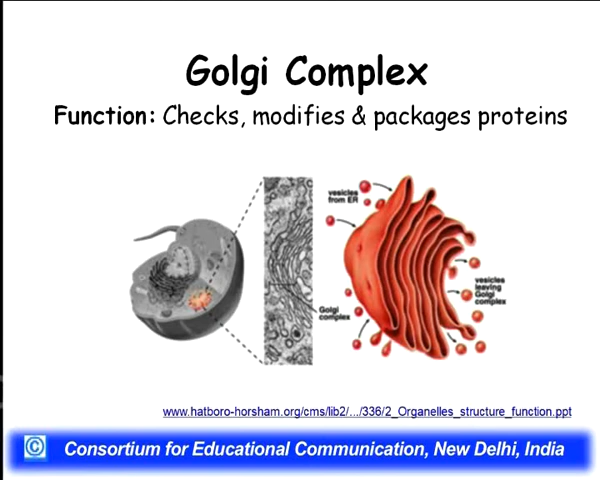 Golgi Complex
Function: Checks, modifies & packages proteins
vesicles
from ER
Golgi
complex
vesicles
leaving
Golgi
complex
www.hatboro-horsham.org/cms/lib2/.../336/2_Organelles_structure_function.ppt
© Consortium for Educational Communication, New Delhi, India